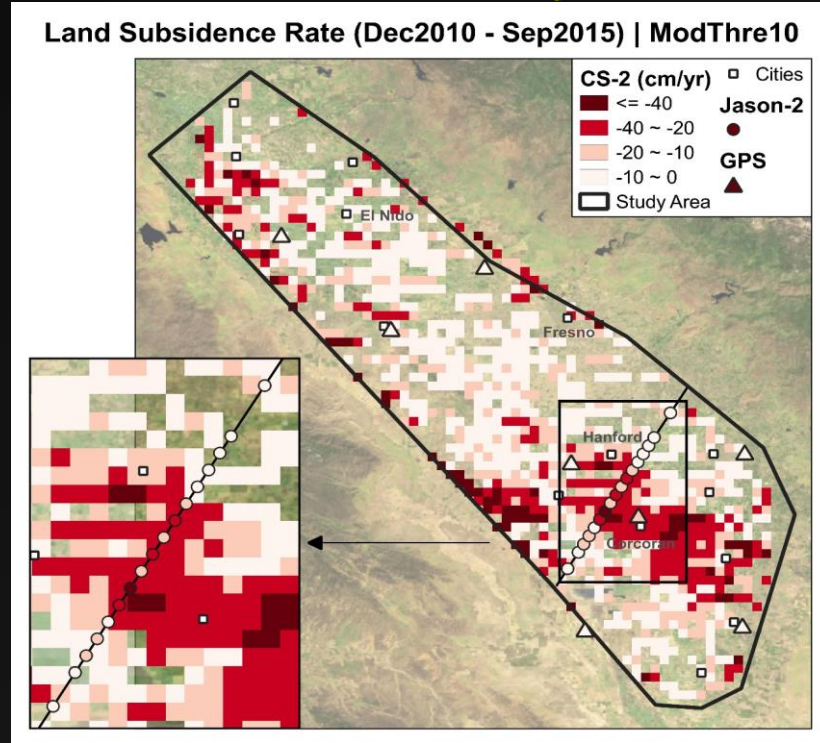 Land Subsidence Rate (Dec2010 - Sep2015) | ModThre10
CS-2 (cm/yr)
<= -40
-40 ~ -20
-20 ~ -10
-10 ~ 0
Study Area
Cities
Jason-2
GPS
El Nido
Fresno
Hanford
Corcoran